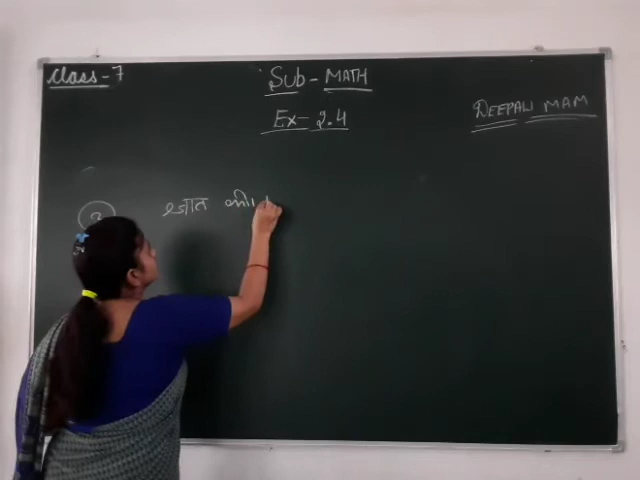 Class-7
Sub-MATH
Ex-2.4
DEEPALI MAM
ज्ञात